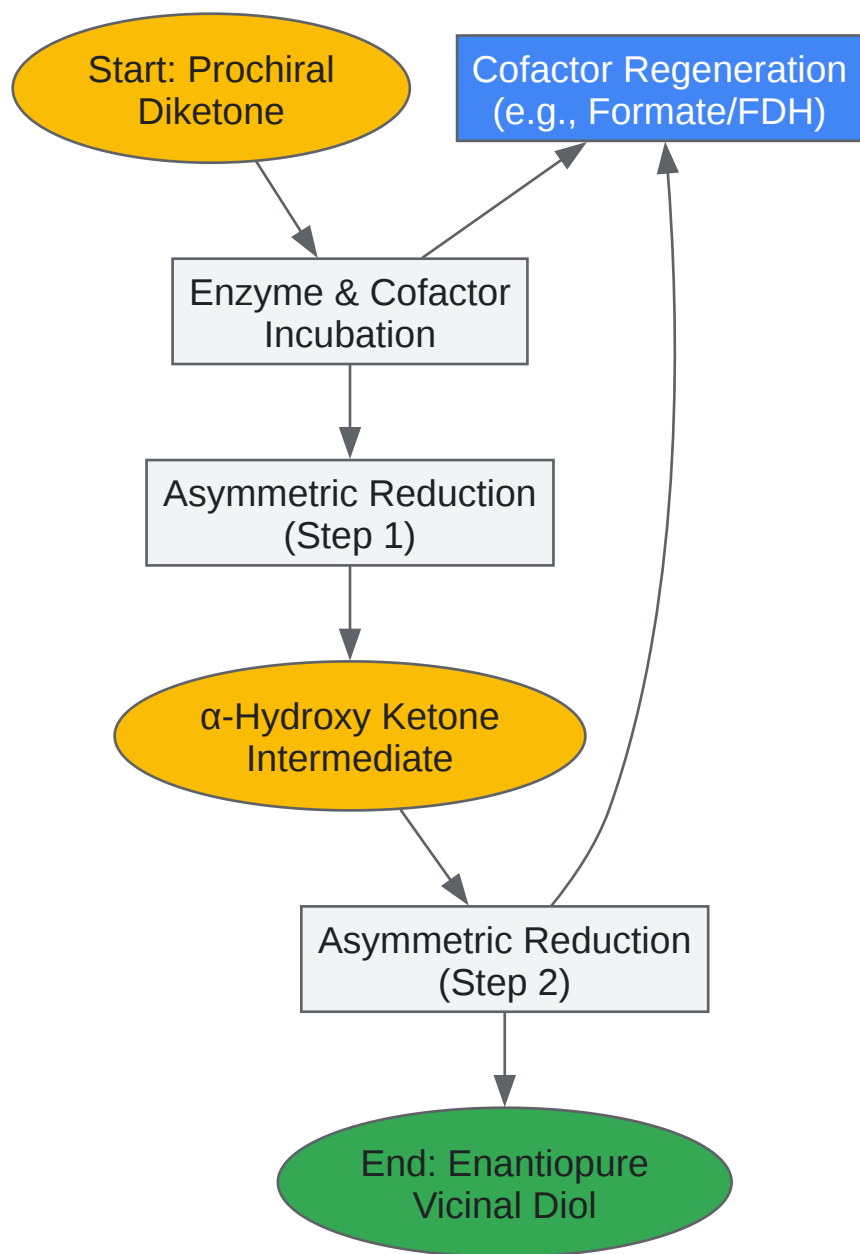 Start: Prochiral
Diketone
Cofactor Regeneration
(e.g., Formate/FDH)
Enzyme & Cofactor
Incubation
Asymmetric Reduction
(Step 1)
α-Hydroxy Ketone
Intermediate
Asymmetric Reduction
(Step 2)
End: Enantiopure
Vicinal Diol